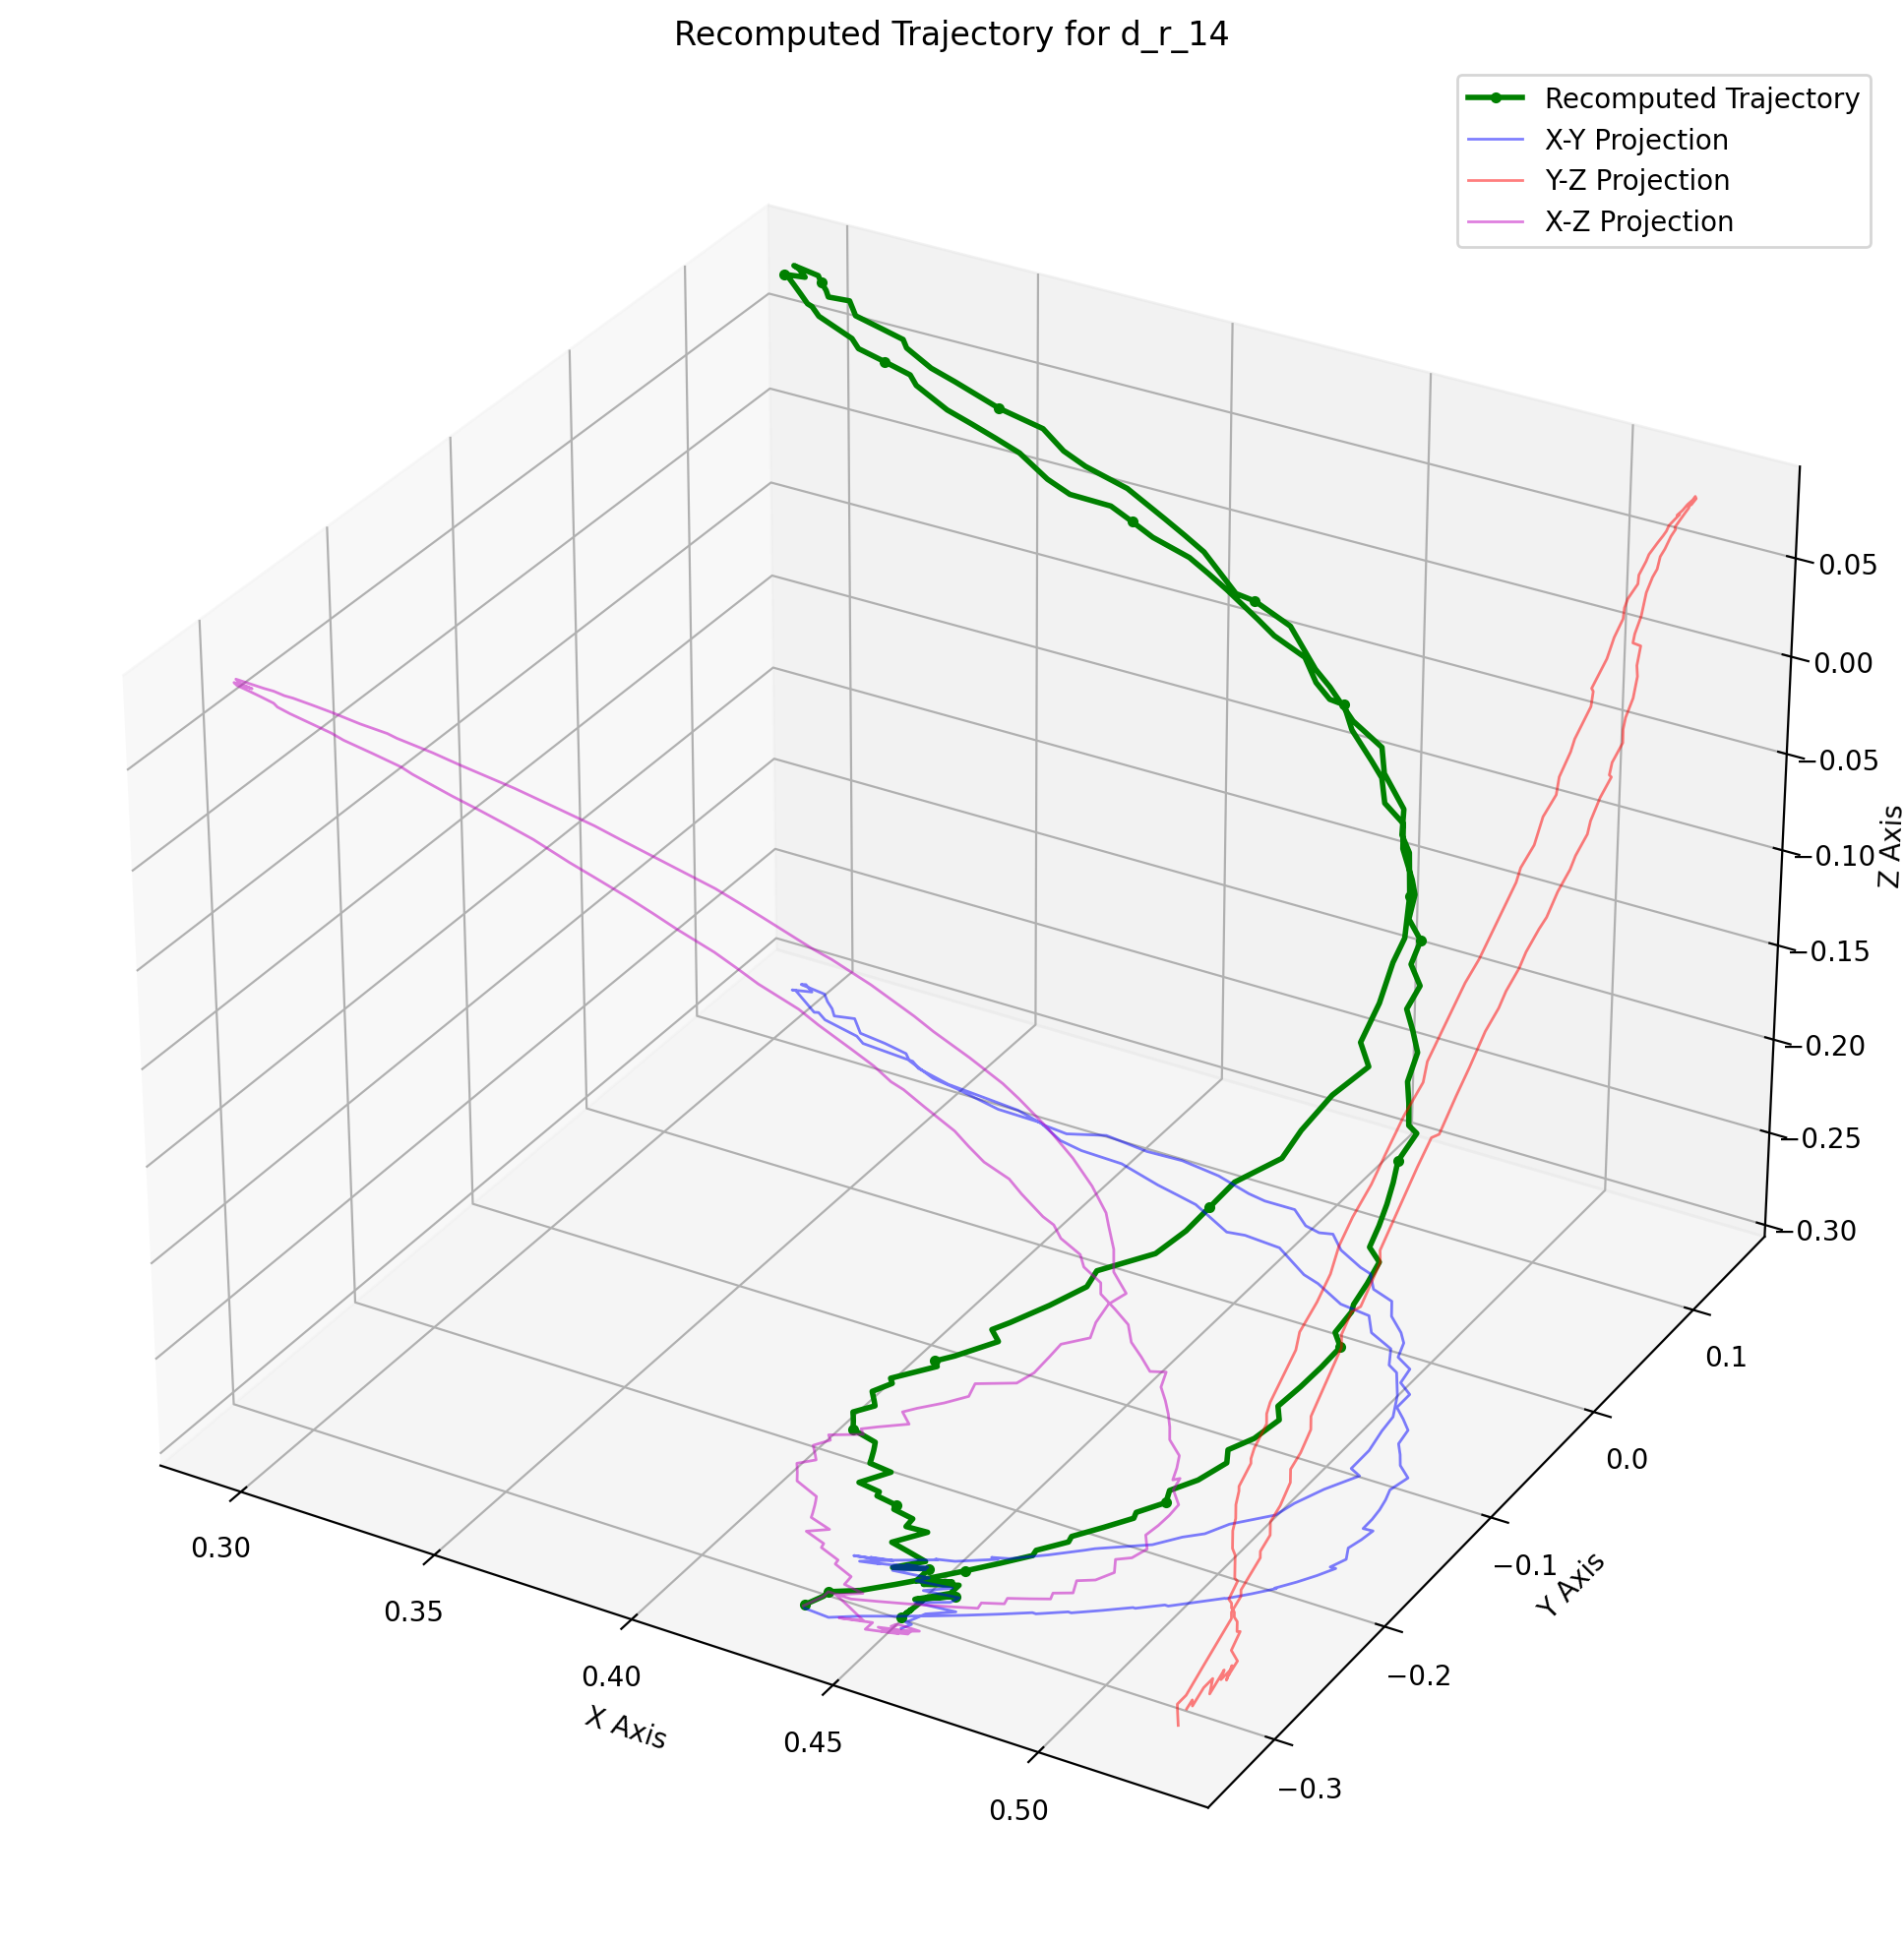 Recomputed Trajectory for d_r_14
Recomputed Trajectory
X-Y Projection
Y-Z Projection
X-Z Projection
0.05
0.00
−0.05
−0.10
−0.15
−0.20
−0.25
−0.30
Z Axis
0.1
0.0
−0.1
−0.2
−0.3
Y Axis
0.30
0.35
0.40
0.45
0.50
X Axis